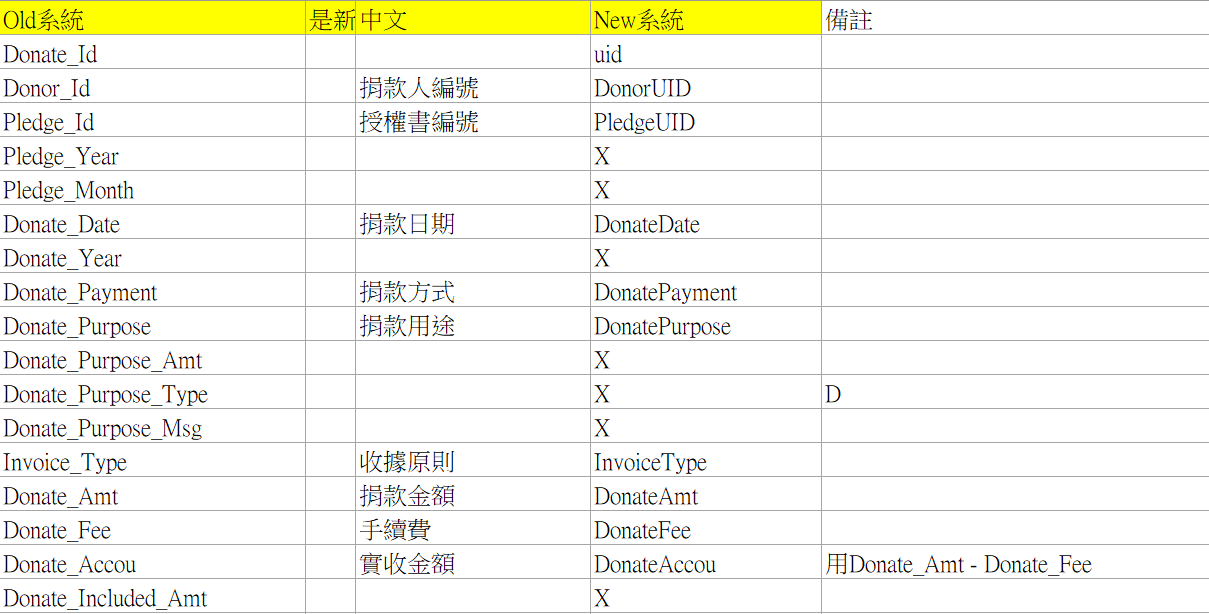 Old系統 是新 中文 New系統 備註
Donate_Id uid
Donor_Id 捐款人編號 DonorUID
Pledge_Id 授權書編號 PledgeUID
Pledge_Year X
Pledge_Month X
Donate_Date 捐款日期 DonateDate
Donate_Year X
Donate_Payment 捐款方式 DonatePayment
Donate_Purpose 捐款用途 DonatePurpose
Donate_Purpose_Amt X
Donate_Purpose_Type X D
Donate_Purpose_Msg X
Invoice_Type 收據原則 InvoiceType
Donate_Amt 捐款金額 DonateAmt
Donate_Fee 手續費 DonateFee
Donate_Accou 實收金額 DonateAccou 用Donate_Amt - Donate_Fee
Donate_Included_Amt X